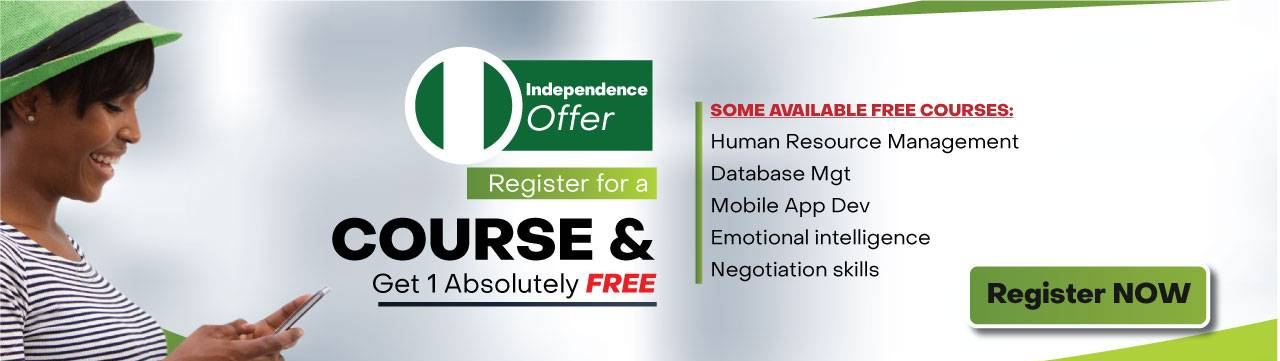 Independence
Offer
Register for a
COURSE &
Get 1 Absolutely FREE
SOME AVAILABLE FREE COURSES:
Human Resource Management
Database Mgt
Mobile App Dev
Emotional intelligence
Negotiation skills
Register NOW